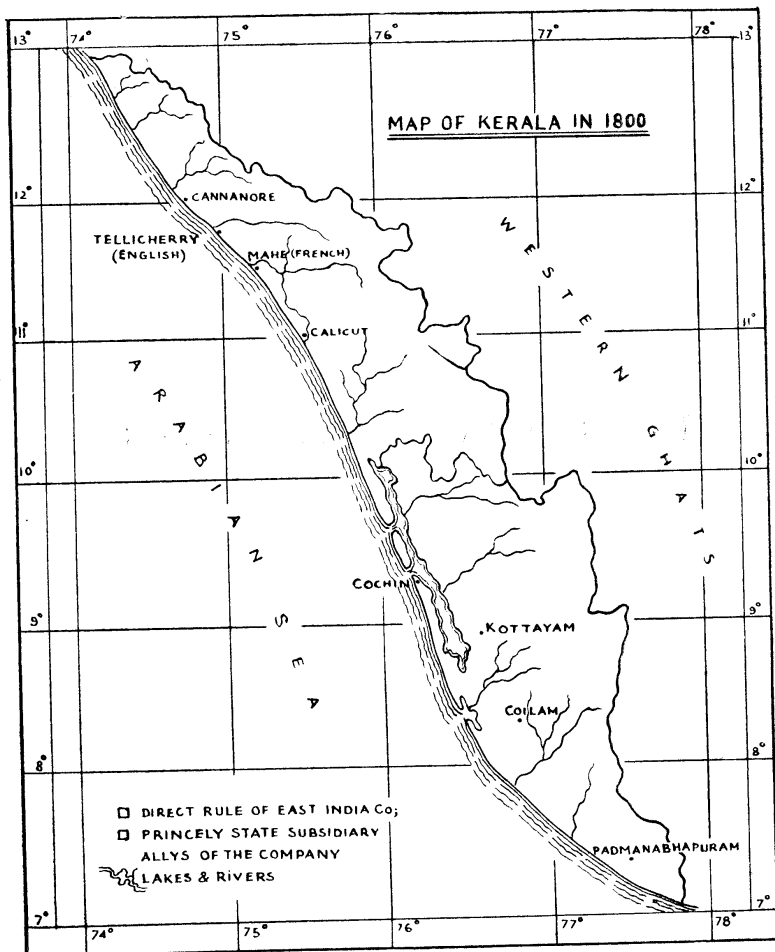 13° 74° 75° 76° 77° 78° 13°
MAP OF KERALA IN 1800
12° 12°
CANNANORE
TELLICHERRY
(ENGLISH)
MAHE (FRENCH)
WESTERN GHATS
11° 11°
CALICUT
ARABIAN SEA
10° 10°
COCHIN
9° 9°
KOTTAYAM
COILAM
8° 8°
DIRECT RULE OF EAST INDIA Co;
PRINCELY STATE SUBSIDIARY
ALLYS OF THE COMPANY
LAKES & RIVERS
PADMANABHAPURAM
7° 7°
74° 75° 76° 77° 78°